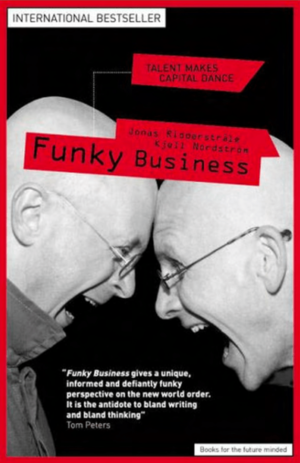 INTERNATIONAL BESTSELLER
TALENT MAKES
CAPITAL DANCE
Jonas Ridderstråle
Kjell Nordström
Funky Business
"Funky Business gives a unique,
informed and defiantly funky
perspective on the new world order.
It is the antidote to bland writing
and bland thinking"
Tom Peters
Books for the future minded